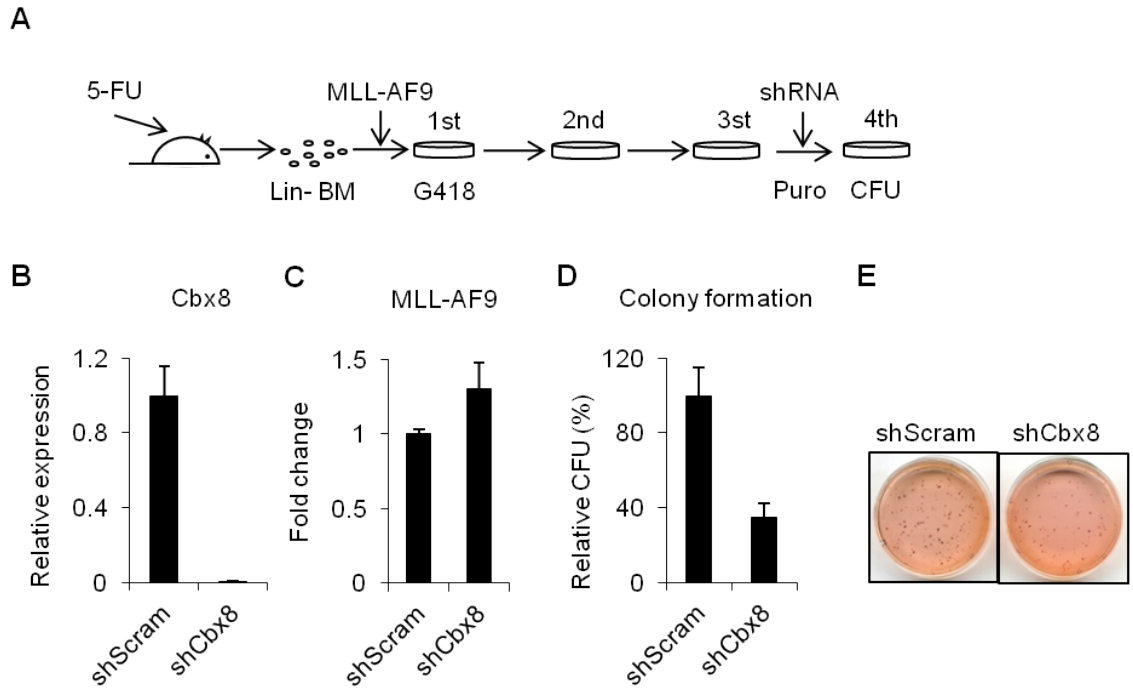 A
5-FU
MLL-AF9
shRNA
1st
2nd
3st
4th
Lin- BM
G418
Puro
CFU
B
Cbx8
Relative expression
1.2
0.8
0.4
0
shScram
shCbx8
C
MLL-AF9
Fold change
1.5
1
0.5
0
shScram
shCbx8
D
Colony formation
Relative CFU (%)
120
80
40
0
shScram
shCbx8
E
shScram
shCbx8